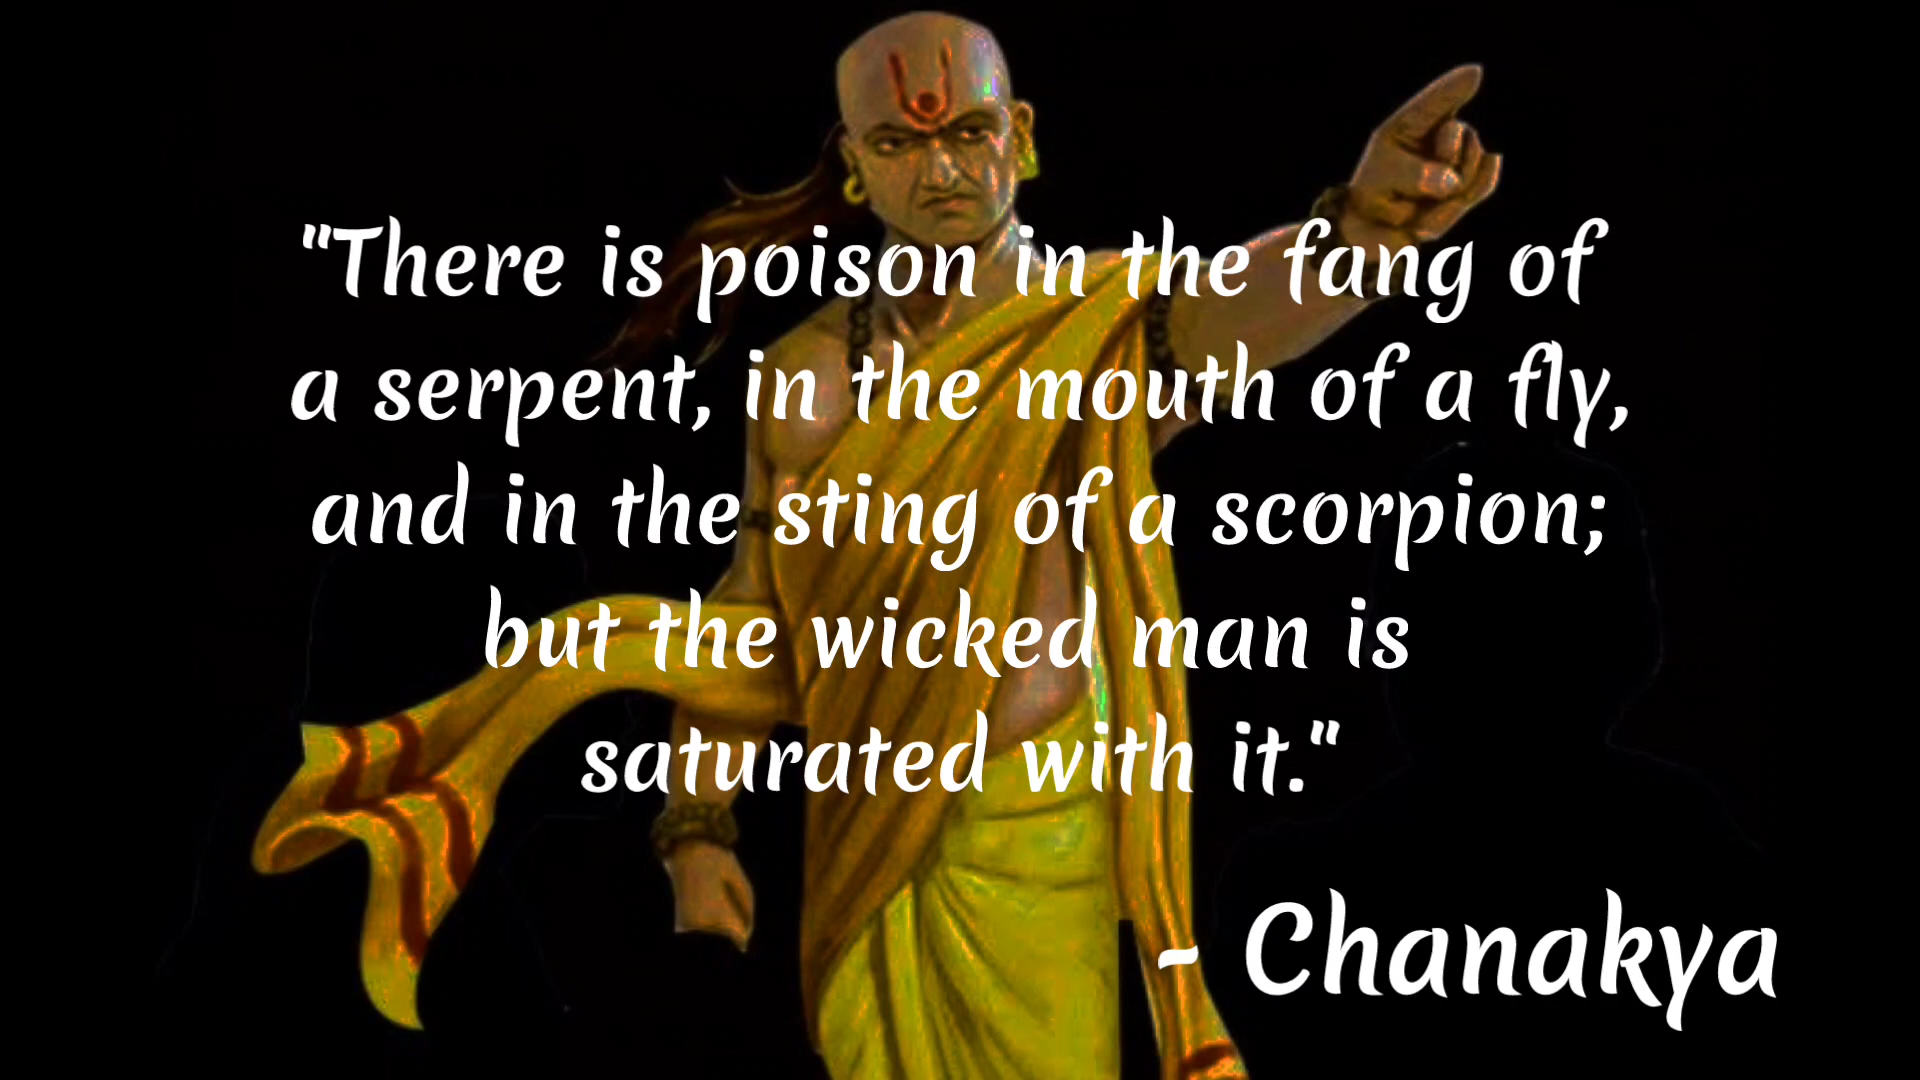 "There is poison in the fang of
a serpent, in the mouth of a fly,
and in the sting of a scorpion;
but the wicked man is
saturated with it."
~ Chanakya